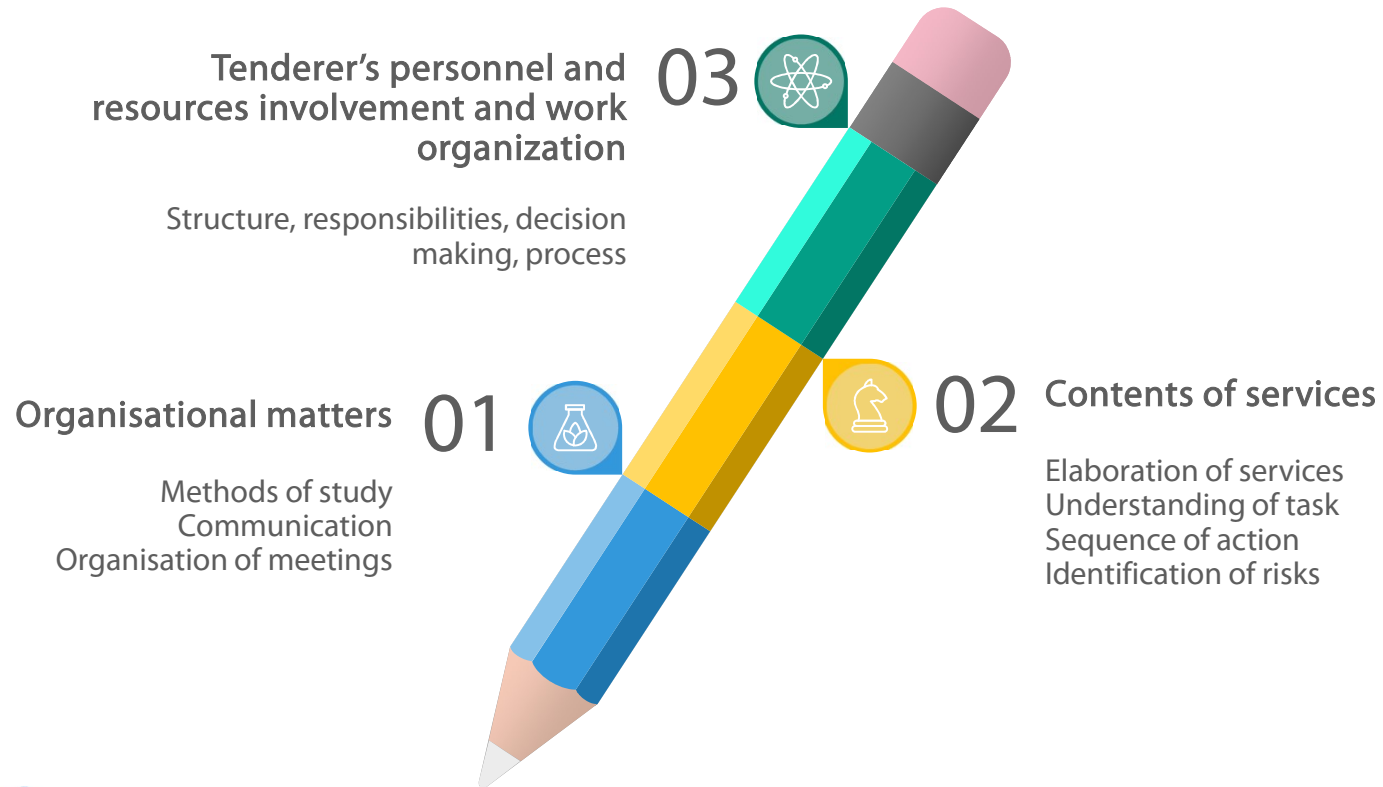 Tenderer’s personnel and
resources involvement and work
organization
03
Structure, responsibilities, decision
making, process
Organisational matters
01
Methods of study
Communication
Organisation of meetings
02
Contents of services
Elaboration of services
Understanding of task
Sequence of action
Identification of risks